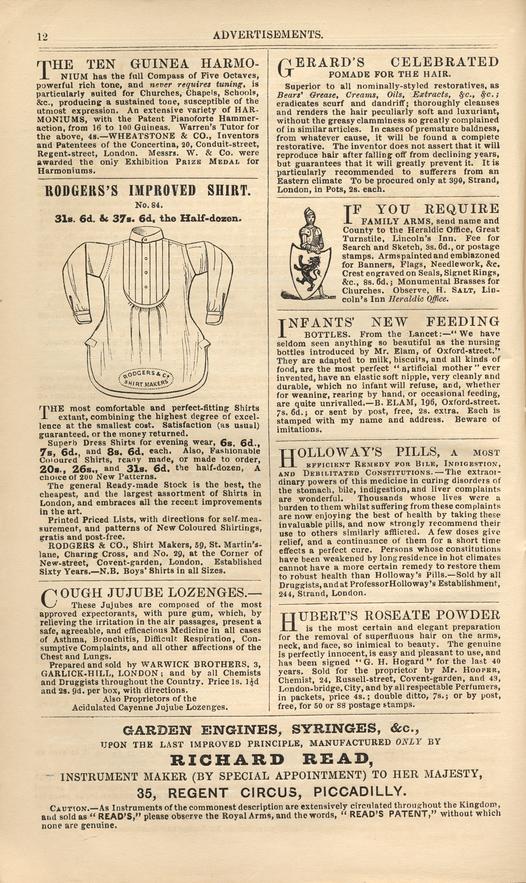 12
ADVERTISEMENTS.
THE TEN GUINEA HARMO-
NIUM has the full Compass of Five Octaves,
powerful rich tone, and never requires tuning, is
particularly suited for Churches, Chapels, Schools,
&c., producing a sustained tone, susceptible of the
utmost expression. An extensive variety of HAR-
MONIUMS, with the Patent Pianoforte Hammer-
action, from 16 to 100 Guineas. Warren's Tutor for
the above, 4s.—WHEATSTONE & CO., Inventors
and Patentees of the Concertina, 20, Conduit-street,
Regent-street, London. Messrs. W. & Co. were
awarded the only Exhibition PRIZE MEDAL for
Harmoniums.
RODGERS'S IMPROVED SHIRT.
No. 84.
31s. 6d. & 37s. 6d, the Half-dozen.
RODGERS & Co
SHIRT MAKERS
THE most comfortable and perfect-fitting Shirts
extant, combining the highest degree of excel-
lence at the smallest cost. Satisfaction (as usual)
guaranteed, or the money returned.
Superb Dress Shirts for evening wear, 6s. 6d.,
7s, 6d., and 8s. 6d. each. Also, Fashionable
Coloured Shirts, ready made, or made to order,
20s., 26s., and 31s. 6d. the half-dozen, A
choice of 200 New Patterns.
The general Ready-made Stock is the best, the
cheapest, and the largest assortment of Shirts in
London, and embraces all the recent improvements
in the art.
Printed Priced Lists, with directions for self-mea-
surement, and patterns of New Coloured Shirtings,
gratis and post-free.
RODGERS & CO., Shirt Makers, 59, St. Martin's-
lane, Charing Cross, and No. 29, at the Corner of
New-street, Covent-garden, London. Established
Sixty Years.—N.B. Boys' Shirts in all Sizes.
COUGH JUJUBE LOZENGES.—
These Jujubes are composed of the most
approved expectorants, with pure gum, which, by
relieving the irritation in the air passages, present a
safe, agreeable, and efficacious Medicine in all cases
of Asthma, Bronchitis, Difficult Respiration, Con-
sumptive Complaints, and all other affections of the
Chest and Lungs.
Prepared and sold by WARWICK BROTHERS, 3,
GARLICK-HILL, LONDON; and by all Chemists
and Druggists throughout the Country. Price 1s. 1½d
and 2s. 9d. per box, with directions.
Also Proprietors of the
Acidulated Cayenne Jujube Lozenges.
GERARD'S CELEBRATED
POMADE FOR THE HAIR.
Superior to all nominally-styled restoratives, as
Bears' Grease, Creams, Oils, Extracts, &c., &c.;
eradicates scurf and dandriff; thoroughly cleanses
and renders the hair peculiarly soft and luxuriant,
without the greasy clamminess so greatly complained
of in similar articles. In cases of premature baldness,
from whatever cause, it will be found a complete
restorative. The inventor does not assert that it will
reproduce hair after falling off from declining years,
but guarantees that it will greatly prevent it. It is
particularly recommended to sufferers from an
Eastern climate To be procured only at 390, Strand,
London, in Pots, 2s. each.
IF YOU REQUIRE
FAMILY ARMS, send name and
County to the Heraldic Office, Great
Turnstile, Lincoln's Inn. Fee for
Search and Sketch, 3s. 6d., or postage
stamps. Arms painted and emblazoned
for Banners, Flags, Needlework, &c.
Crest engraved on Seals, Signet Rings,
&c., 8s. 6d.; Monumental Brasses for
Churches. Observe, H. SALT, Lin-
coln's Inn Heraldic Office.
INFANTS' NEW FEEDING
BOTTLES. From the Lancet:—"We have
seldom seen anything so beautiful as the nursing
bottles introduced by Mr. Elam, of Oxford-street."
They are adapted to milk, biscuits, and all kinds of
food, are the most perfect "artificial mother" ever
invented, have an elastic soft nipple, very cleanly and
durable, which no infant will refuse, and, whether
for weaning, rearing by hand, or occasional feeding,
are quite unrivalled.—B. ELAM, 196, Oxford-street.
7s. 6d.; or sent by post, free, 2s. extra. Each is
stamped with my name and address. Beware of
imitations.
HOLLOWAY'S PILLS, A MOST
EFFICIENT REMEDY FOR BILE, INDIGESTION,
AND DEBILITATED CONSTITUTIONS.—The extraor-
dinary powers of this medicine in curing disorders of
the stomach, bile, indigestion, and liver complaints
are wonderful. Thousands whose lives were a
burden to them whilst suffering from these complaints
are now enjoying the best of health by taking these
invaluable pills, and now strongly recommend their
use to others similarly afflicted. A few doses give
relief, and a continuance of them for a short time
effects a perfect cure. Persons whose constitutions
have been weakened by long residence in hot climates
cannot have a more certain remedy to restore them
to robust health than Holloway's Pills.—Sold by all
Druggists, and at Professor Holloway's Establishment,
244, Strand, London.
HUBERT'S ROSEATE POWDER
is the most certain and elegant preparation
for the removal of superfluous hair on the arms,
neck, and face, so inimical to beauty. The genuine
is perfectly innocent, is easy and pleasant to use, and
has been signed "G. H. Hogard" for the last 40
years. Sold for the proprietor by Mr. HOOPER,
Chemist, 24, Russell-street, Covent-garden, and 43,
London-bridge, City, and by all respectable Perfumers,
in packets, price 4s.; double ditto, 7s.; or by post,
free, for 50 or 88 postage stamps.
GARDEN ENGINES, SYRINGES, &c.,
UPON THE LAST IMPROVED PRINCIPLE, MANUFACTURED ONLY BY
RICHARD READ,
INSTRUMENT MAKER (BY SPECIAL APPOINTMENT) TO HER MAJESTY,
35, REGENT CIRCUS, PICCADILLY.
CAUTION.—As Instruments of the commonest description are extensively circulated throughout the Kingdom,
and sold as "READ'S," please observe the Royal Arms, and the words, "READ'S PATENT," without which
none are genuine.